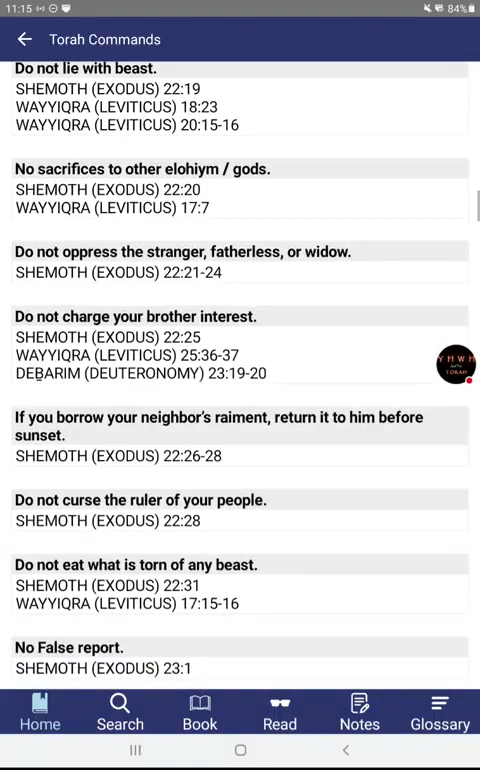 11:15
84%
Torah Commands
Do not lie with beast.
SHEMOTH (EXODUS) 22:19
WAYYIQRA (LEVITICUS) 18:23
WAYYIQRA (LEVITICUS) 20:15-16
No sacrifices to other elohiym / gods.
SHEMOTH (EXODUS) 22:20
WAYYIQRA (LEVITICUS) 17:7
Do not oppress the stranger, fatherless, or widow.
SHEMOTH (EXODUS) 22:21-24
Do not charge your brother interest.
SHEMOTH (EXODUS) 22:25
WAYYIQRA (LEVITICUS) 25:36-37
DEḆARIM (DEUTERONOMY) 23:19-20
YHWH
and His
TORAH
If you borrow your neighbor's raiment, return it to him before
sunset.
SHEMOTH (EXODUS) 22:26-28
Do not curse the ruler of your people.
SHEMOTH (EXODUS) 22:28
Do not eat what is torn of any beast.
SHEMOTH (EXODUS) 22:31
WAYYIQRA (LEVITICUS) 17:15-16
No False report.
SHEMOTH (EXODUS) 23:1
Home Search Book Read Notes Glossary